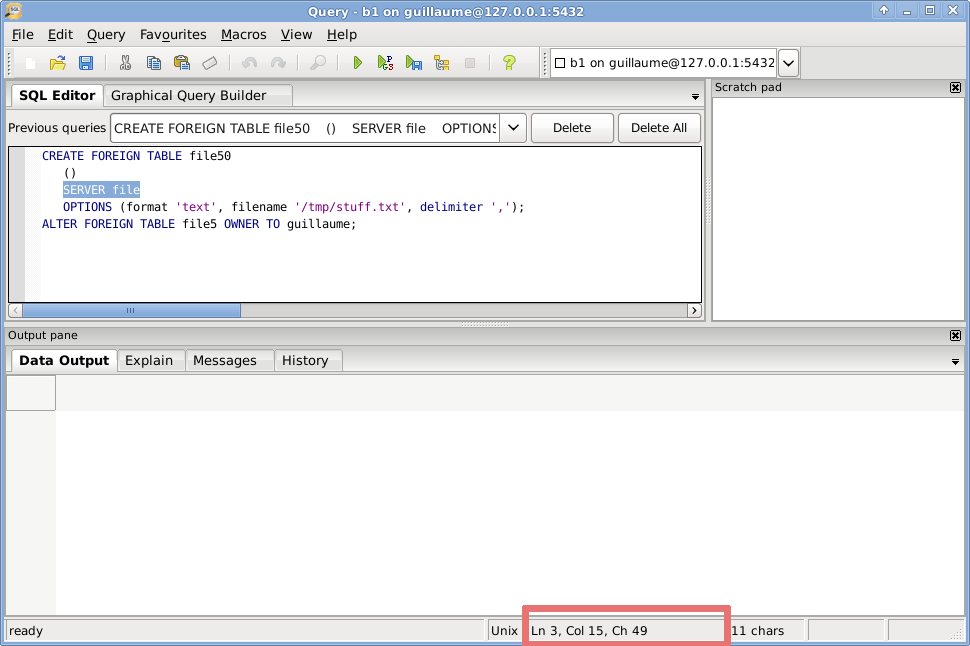 Query - b1 on guillaume@127.0.0.1:5432
File Edit Query Favourites Macros View Help
b1 on guillaume@127.0.0.1:5432
SQL Editor Graphical Query Builder
Scratch pad
Previous queries CREATE FOREIGN TABLE file50 () SERVER file OPTIONS Delete Delete All
CREATE FOREIGN TABLE file50
()
SERVER file
OPTIONS (format 'text', filename '/tmp/stuff.txt', delimiter ',');
ALTER FOREIGN TABLE file5 OWNER TO guillaume;
Output pane
Data Output Explain Messages History
ready Unix Ln 3, Col 15, Ch 49 11 chars